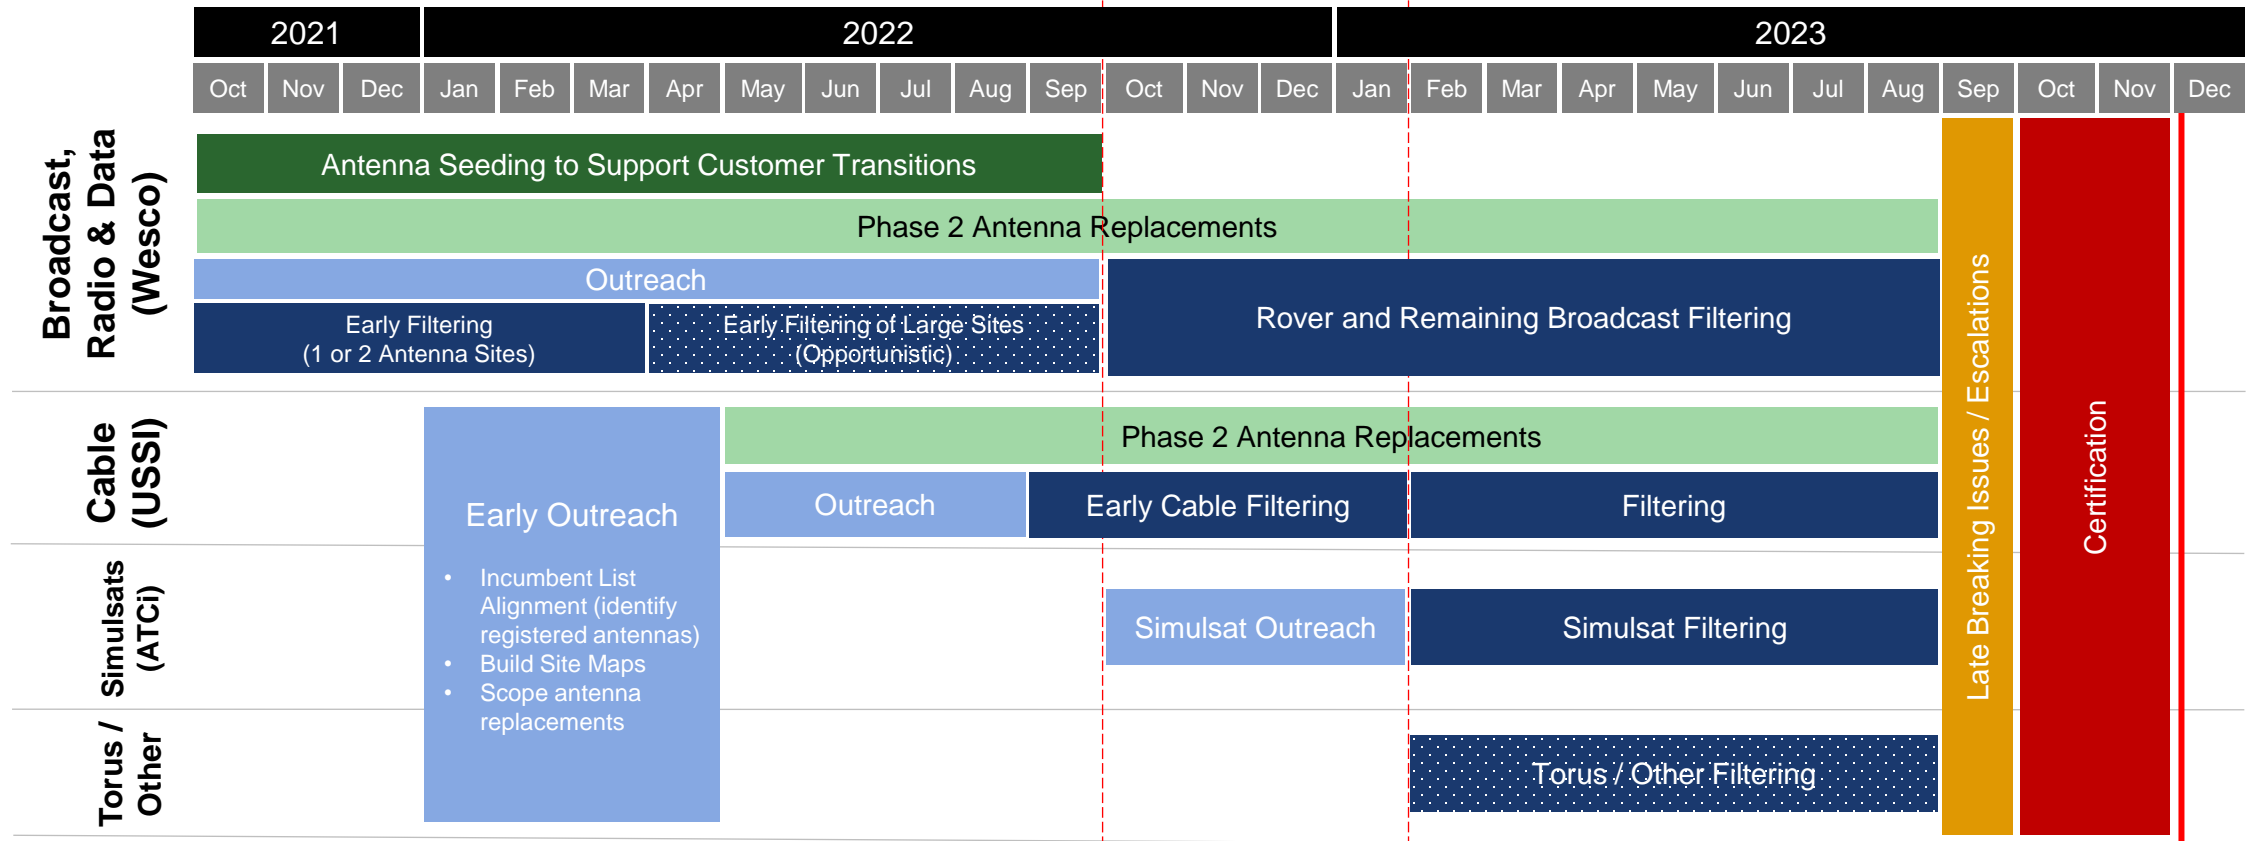 2021
2022
2023
Oct
Nov
Dec
Jan
Feb
Mar
Apr
May
Jun
Jul
Aug
Sep
Oct
Nov
Dec
Jan
Feb
Mar
Apr
May
Jun
Jul
Aug
Sep
Oct
Nov
Dec
Broadcast,
Radio & Data
(Wesco)
Antenna Seeding to Support Customer Transitions
Phase 2 Antenna Replacements
Outreach
Early Filtering
(1 or 2 Antenna Sites)
Early Filtering of Large Sites
(Opportunistic)
Rover and Remaining Broadcast Filtering
Cable
(USSI)
Early Outreach
• Incumbent List
Alignment (identify
registered antennas)
• Build Site Maps
• Scope antenna
replacements
Phase 2 Antenna Replacements
Outreach
Early Cable Filtering
Filtering
Simulsats
(ATCi)
Simulsat Outreach
Simulsat Filtering
Torus /
Other
Torus / Other Filtering
Late Breaking Issues / Escalations
Certification